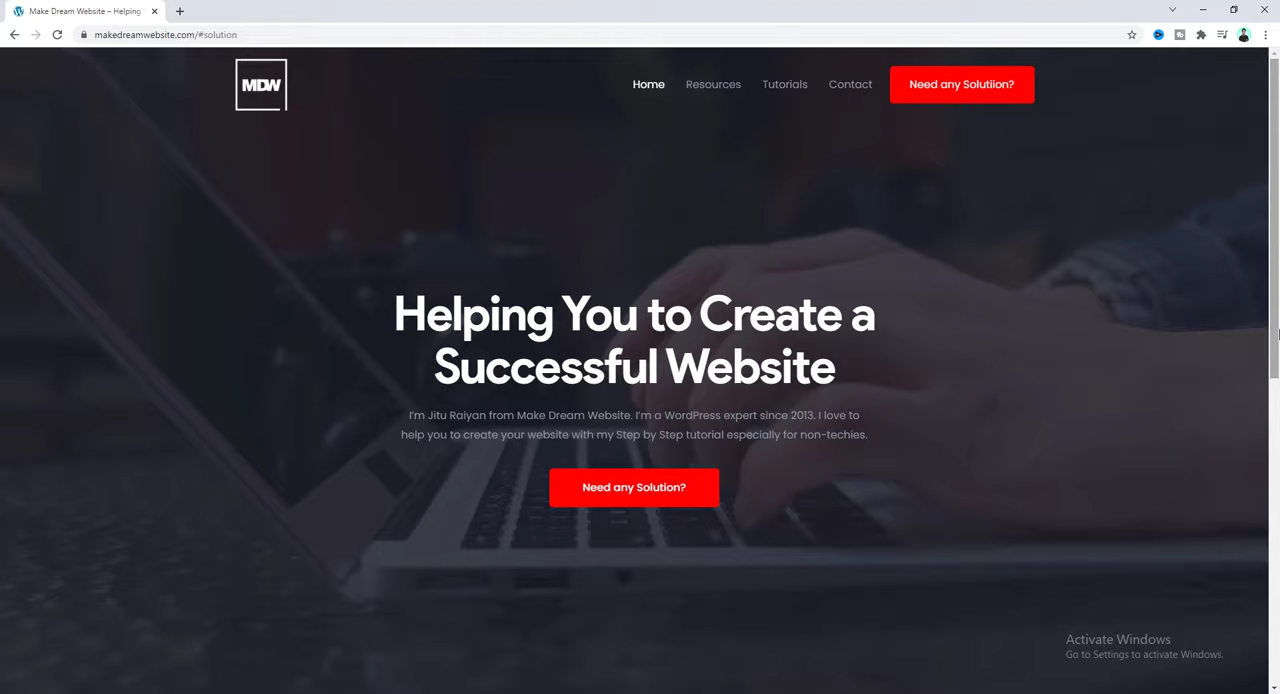 Make Dream Website – Helping
makedreamwebsite.com/#solution
MDW
Home
Resources
Tutorials
Contact
Need any Solutiion?
Helping You to Create a
Successful Website
I'm Jitu Raiyan from Make Dream Website. I'm a WordPress expert since 2013. I love to
help you to create your website with my Step by Step tutorial especially for non-techies.
Need any Solution?
Activate Windows
Go to Settings to activate Windows.